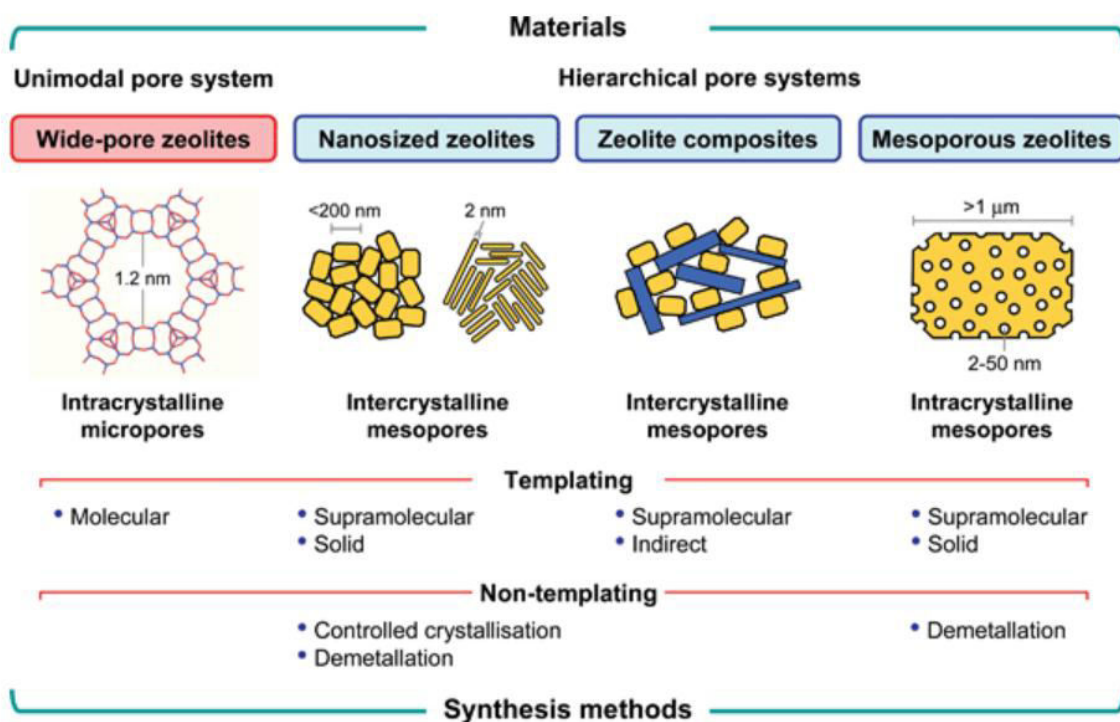 Materials
Unimodal pore system
Hierarchical pore systems
Wide-pore zeolites
Nanosized zeolites
Zeolite composites
Mesoporous zeolites
1.2 nm
<200 nm
2 nm
>1 μm
2-50 nm
Intracrystalline
micropores
Intercrystalline
mesopores
Intercrystalline
mesopores
Intracrystalline
mesopores
Templating
• Molecular
• Supramolecular
• Solid
• Supramolecular
• Indirect
• Supramolecular
• Solid
Non-templating
• Controlled crystallisation
• Demetallation
• Demetallation
Synthesis methods